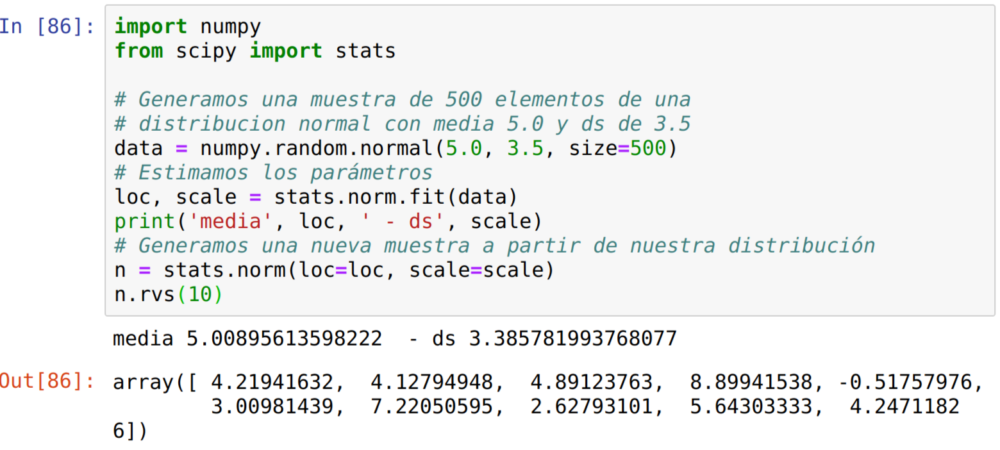 In [86]: import numpy
from scipy import stats
# Generamos una muestra de 500 elementos de una
# distribucion normal con media 5.0 y ds de 3.5
data = numpy.random.normal(5.0, 3.5, size=500)
# Estimamos los parámetros
loc, scale = stats.norm.fit(data)
print('media', loc, ' - ds', scale)
# Generamos una nueva muestra a partir de nuestra distribución
n = stats.norm(loc=loc, scale=scale)
n.rvs(10)
media 5.00895613598222  - ds 3.385781993768077
Out[86]: array([ 4.21941632,  4.12794948,  4.89123763,  8.89941538, -0.51757976,
3.00981439,  7.22050595,  2.62793101,  5.64303333,  4.2471182
6])